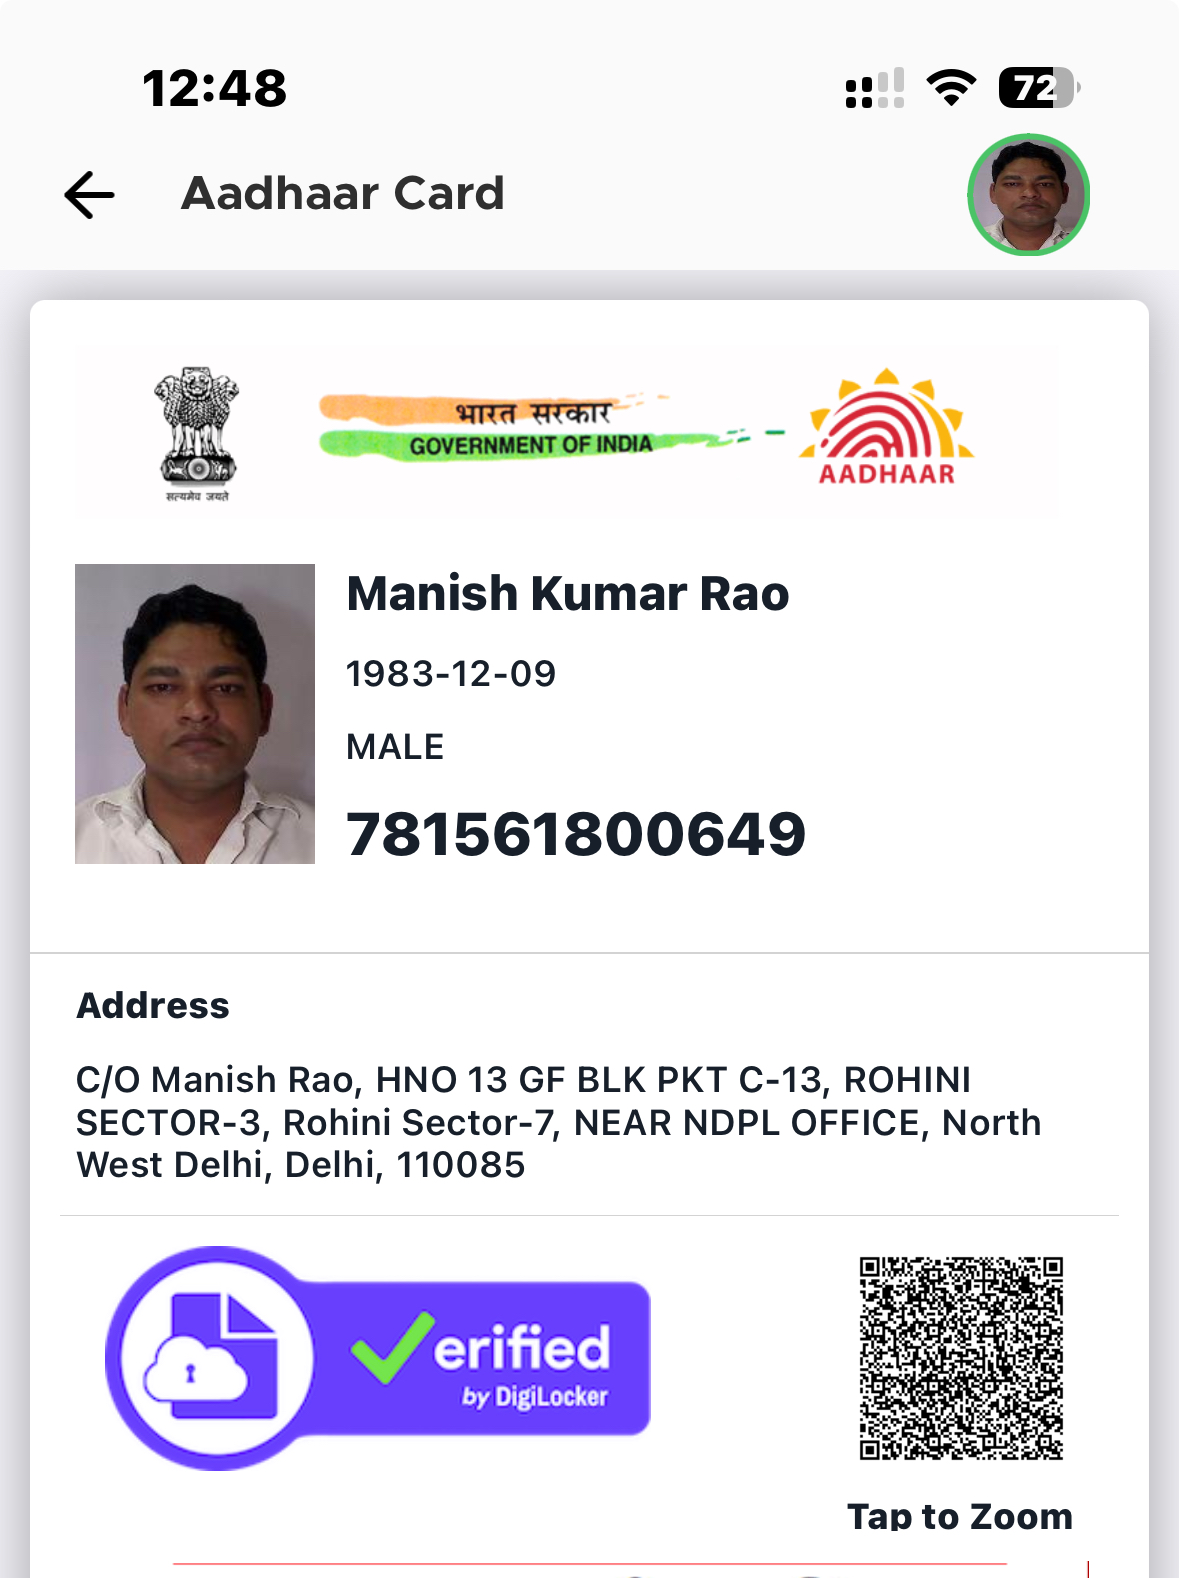 12:48
72
Aadhaar Card
भारत सरकार
GOVERNMENT OF INDIA
सत्यमेव जयते
AADHAAR
Manish Kumar Rao
1983-12-09
MALE
781561800649
Address
C/O Manish Rao, HNO 13 GF BLK PKT C-13, ROHINI
SECTOR-3, Rohini Sector-7, NEAR NDPL OFFICE, North
West Delhi, Delhi, 110085
erified
by DigiLocker
Tap to Zoom